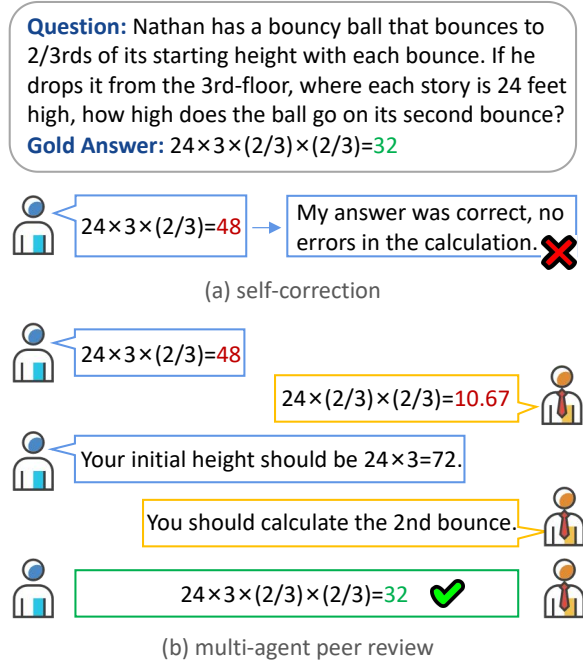 Question: Nathan has a bouncy ball that bounces to
2/3rds of its starting height with each bounce. If he
drops it from the 3rd-floor, where each story is 24 feet
high, how high does the ball go on its second bounce?
Gold Answer: 24×3×(2/3)×(2/3)=32
24×3×(2/3)=48
My answer was correct, no
errors in the calculation.
(a) self-correction
24×3×(2/3)=48
24×(2/3)×(2/3)=10.67
Your initial height should be 24×3=72.
You should calculate the 2nd bounce.
24×3×(2/3)×(2/3)=32
(b) multi-agent peer review